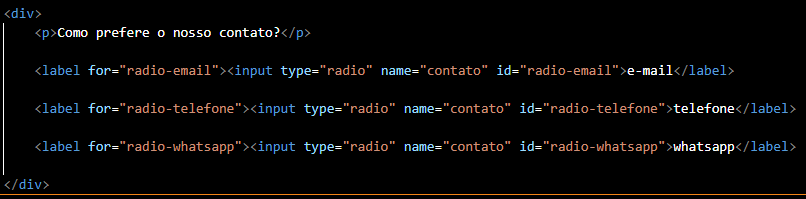 <div>
<p>Como prefere o nosso contato?</p>
<label for="radio-email"><input type="radio" name="contato" id="radio-email">e-mail</label>
<label for="radio-telefone"><input type="radio" name="contato" id="radio-telefone">telefone</label>
<label for="radio-whatsapp"><input type="radio" name="contato" id="radio-whatsapp">whatsapp</label>
</div>